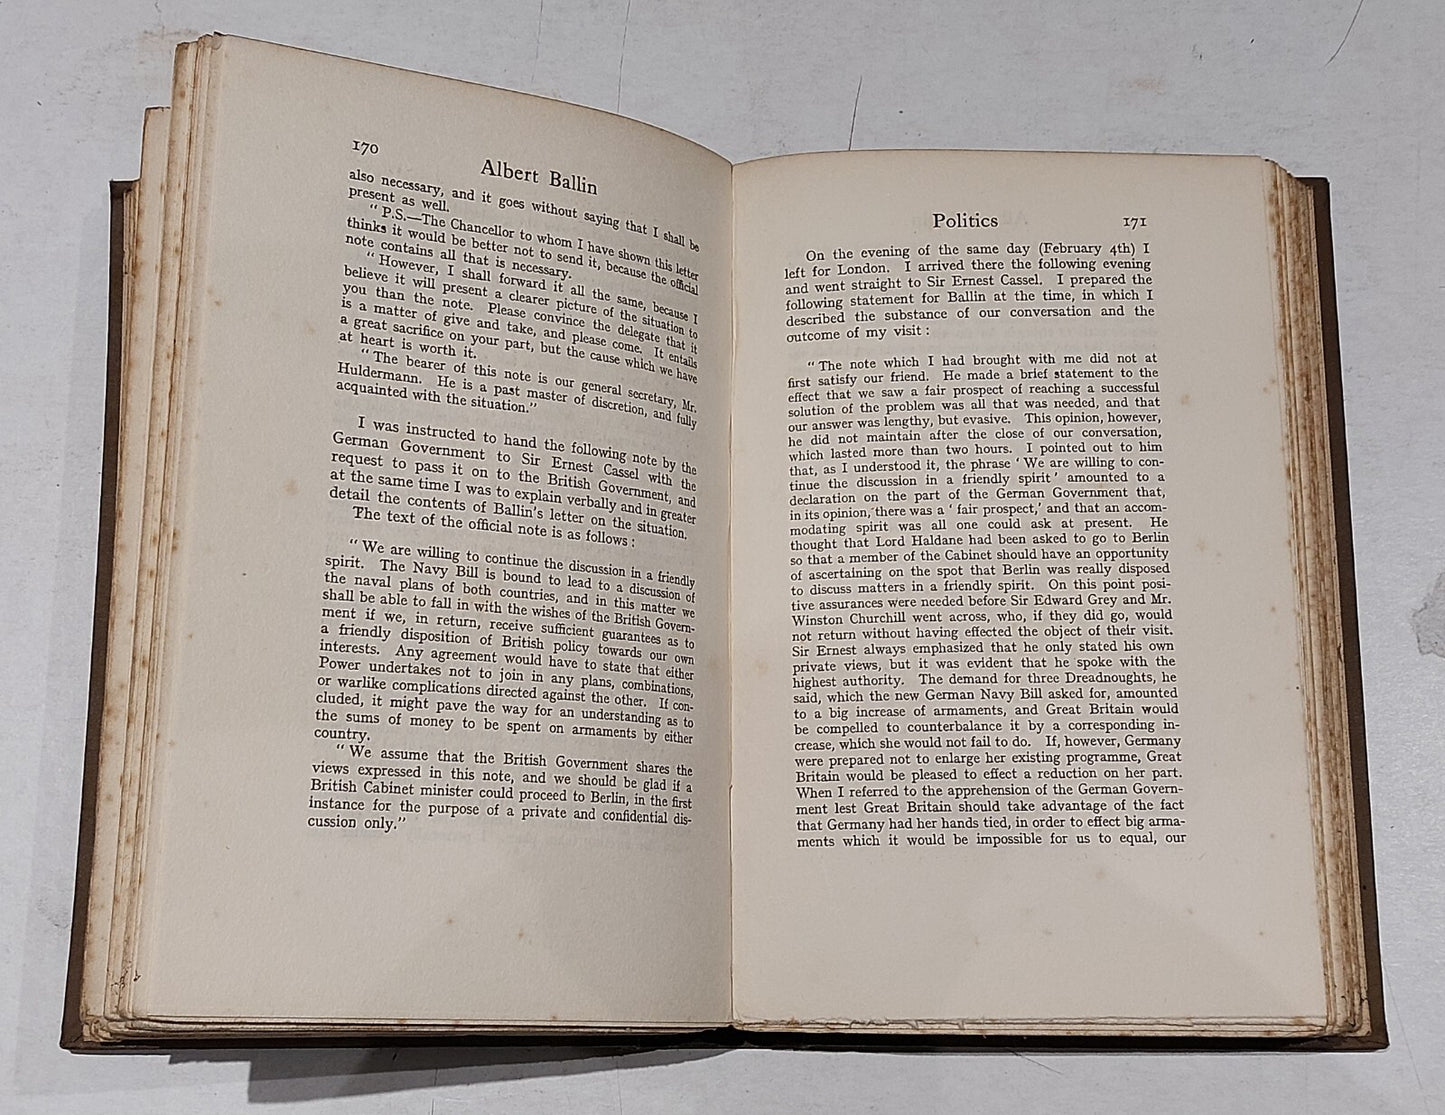 170
Albert Ballin
also necessary, and it goes without saying that I shall be
present as well.
"P.S.—The Chancellor to whom I have shown this letter
thinks it would be better not to send it, because the official
note contains all that is necessary.
"However, I shall forward it all the same, because I
believe it will present a clearer picture of the situation to
you than the note. Please convince the delegate that it
is a matter of give and take, and please come. It entails
a great sacrifice on your part, but the cause which we have
at heart is worth it.
"The bearer of this note is our general secretary, Mr.
Huldermann. He is a past master of discretion, and fully
acquainted with the situation."
I was instructed to hand the following note by the
German Government to Sir Ernest Cassel with the
request to pass it on to the British Government, and
at the same time I was to explain verbally and in greater
detail the contents of Ballin's letter on the situation.
The text of the official note is as follows :
"We are willing to continue the discussion in a friendly
spirit. The Navy Bill is bound to lead to a discussion of
the naval plans of both countries, and in this matter we
shall be able to fall in with the wishes of the British Govern-
ment if we, in return, receive sufficient guarantees as to
a friendly disposition of British policy towards our own
interests. Any agreement would have to state that either
Power undertakes not to join in any plans, combinations,
or warlike complications directed against the other. If con-
cluded, it might pave the way for an understanding as to
the sums of money to be spent on armaments by either
country.
"We assume that the British Government shares the
views expressed in this note, and we should be glad if a
British Cabinet minister could proceed to Berlin, in the first
instance for the purpose of a private and confidential dis-
cussion only."
Politics 171
On the evening of the same day (February 4th) I
left for London. I arrived there the following evening
and went straight to Sir Ernest Cassel. I prepared the
following statement for Ballin at the time, in which I
described the substance of our conversation and the
outcome of my visit :
"The note which I had brought with me did not at
first satisfy our friend. He made a brief statement to the
effect that we saw a fair prospect of reaching a successful
solution of the problem was all that was needed, and that
our answer was lengthy, but evasive. This opinion, however,
he did not maintain after the close of our conversation,
which lasted more than two hours. I pointed out to him
that, as I understood it, the phrase 'We are willing to con-
tinue the discussion in a friendly spirit' amounted to a
declaration on the part of the German Government that,
in its opinion, there was a 'fair prospect,' and that an accom-
modating spirit was all one could ask at present. He
thought that Lord Haldane had been asked to go to Berlin
so that a member of the Cabinet should have an opportunity
of ascertaining on the spot that Berlin was really disposed
to discuss matters in a friendly spirit. On this point posi-
tive assurances were needed before Sir Edward Grey and Mr.
Winston Churchill went across, who, if they did go, would
not return without having effected the object of their visit.
Sir Ernest always emphasized that he only stated his own
private views, but it was evident that he spoke with the
highest authority. The demand for three Dreadnoughts, he
said, which the new German Navy Bill asked for, amounted
to a big increase of armaments, and Great Britain would
be compelled to counterbalance it by a corresponding in-
crease, which she would not fail to do. If, however, Germany
were prepared not to enlarge her existing programme, Great
Britain would be pleased to effect a reduction on her part.
When I referred to the apprehension of the German Govern-
ment lest Great Britain should take advantage of the fact
that Germany had her hands tied, in order to effect big arma-
ments which it would be impossible for us to equal, our